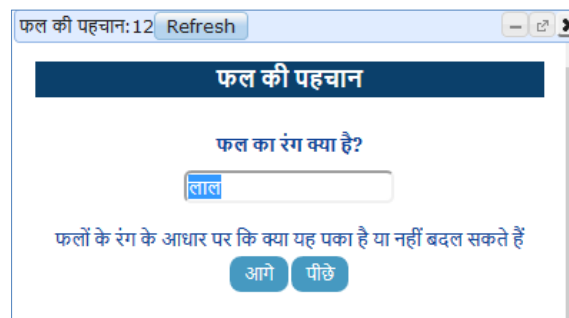 फल की पहचान:12 Refresh
फल की पहचान
फल का रंग क्या है?
लाल
फलों के रंग के आधार पर कि क्या यह पका है या नहीं बदल सकते हैं
आगे पीछे